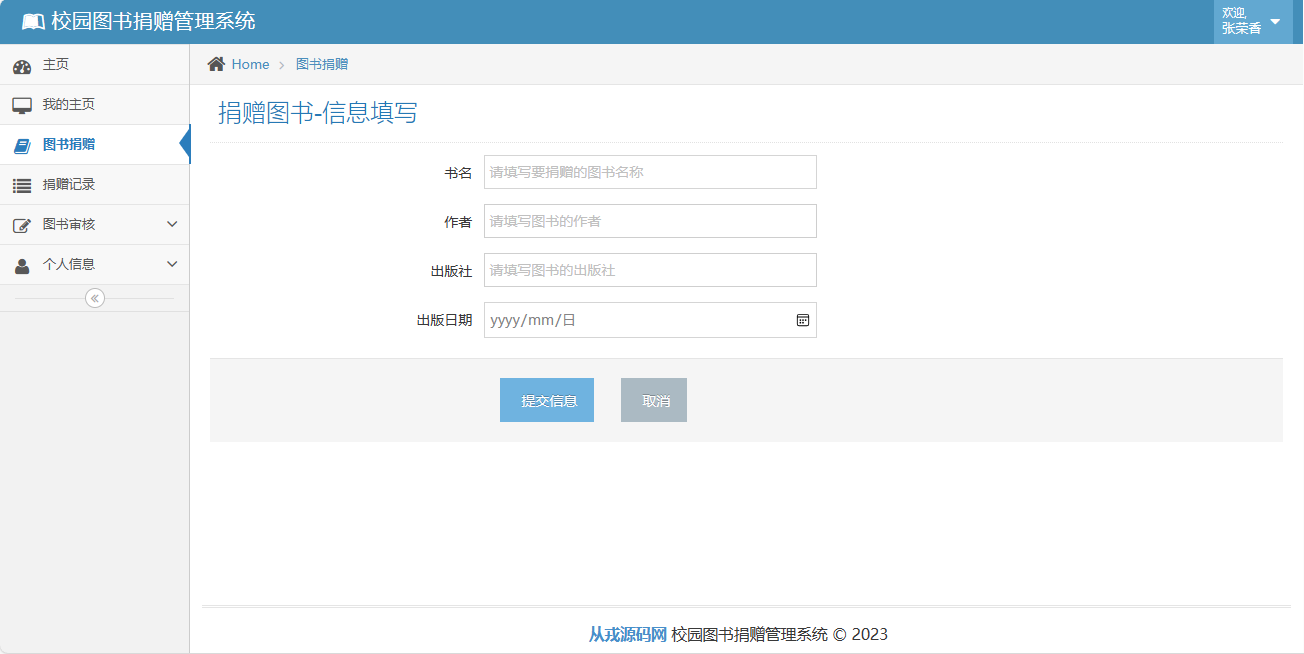 校园图书捐赠管理系统
欢迎,
张荣香
主页
我的主页
图书捐赠
捐赠记录
图书审核
个人信息
Home
图书捐赠
捐赠图书-信息填写
书名 请填写要捐赠的图书名称
作者 请填写图书的作者
出版社 请填写图书的出版社
出版日期 yyyy/mm/日
提交信息 取消
从戎源码网 校园图书捐赠管理系统 © 2023